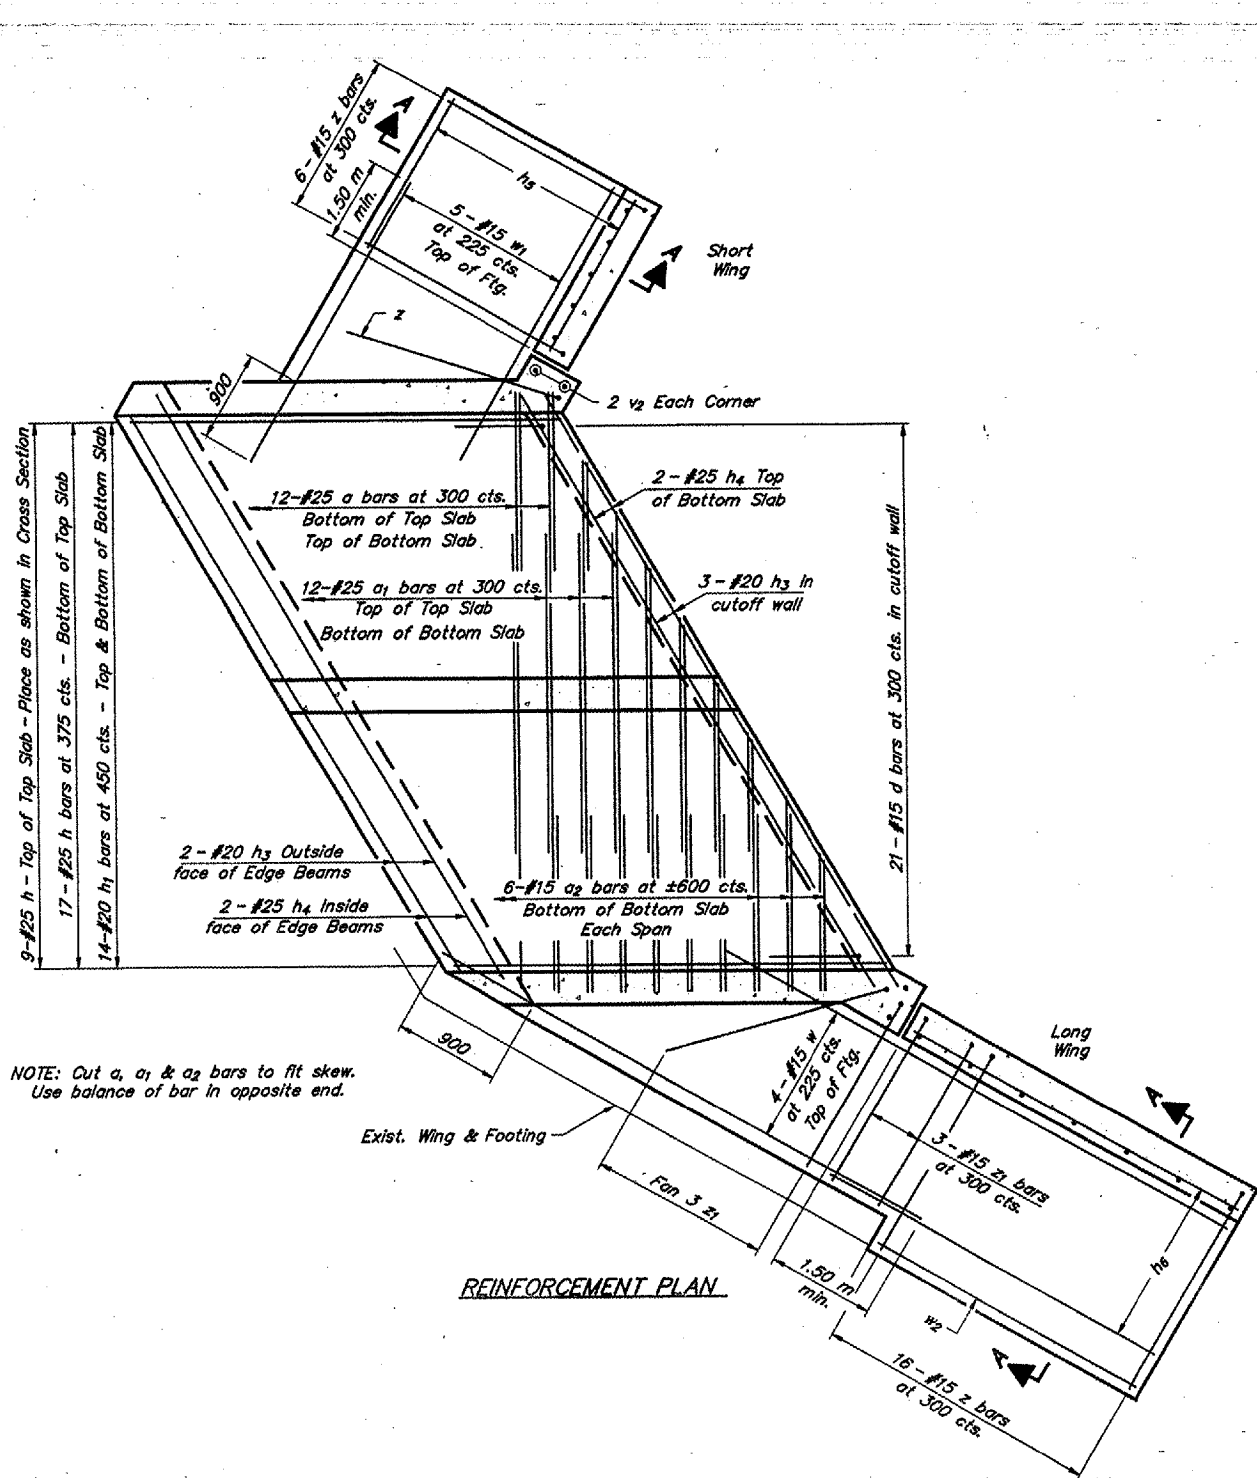 6-#15 z bars
at 300 cts.
1.50 m
min.
A
h5
5-#15 w1
at 225 cts.
Top of Ftg.
A
Short
Wing
z
900
2 v2 Each Corner
9-#25 h - Top of Top Slab - Place as shown in Cross Section
17-#25 h bars at 375 cts. - Bottom of Top Slab
14-#20 h1 bars at 450 cts. - Top & Bottom of Bottom Slab
12-#25 a bars at 300 cts.
Bottom of Top Slab
Top of Bottom Slab
2-#25 h4 Top
of Bottom Slab
12-#25 a1 bars at 300 cts.
Top of Top Slab
Bottom of Bottom Slab
3-#20 h3 in
cutoff wall
21-#15 d bars at 300 cts. in cutoff wall
2-#20 h3 Outside
face of Edge Beams
2-#25 h4 Inside
face of Edge Beams
6-#15 a2 bars at ±600 cts.
Bottom of Bottom Slab
Each Span
900
NOTE: Cut a, a1 & a2 bars to fit skew.
Use balance of bar in opposite end.
Exist. Wing & Footing
4-#15 w
at 225 cts.
Top of Ftg.
Long
Wing
A
3-#15 z1 bars
at 300 cts.
Fan 3 z1
1.50 m
min.
h6
w2
A
16-#15 z bars
at 300 cts.
REINFORCEMENT PLAN